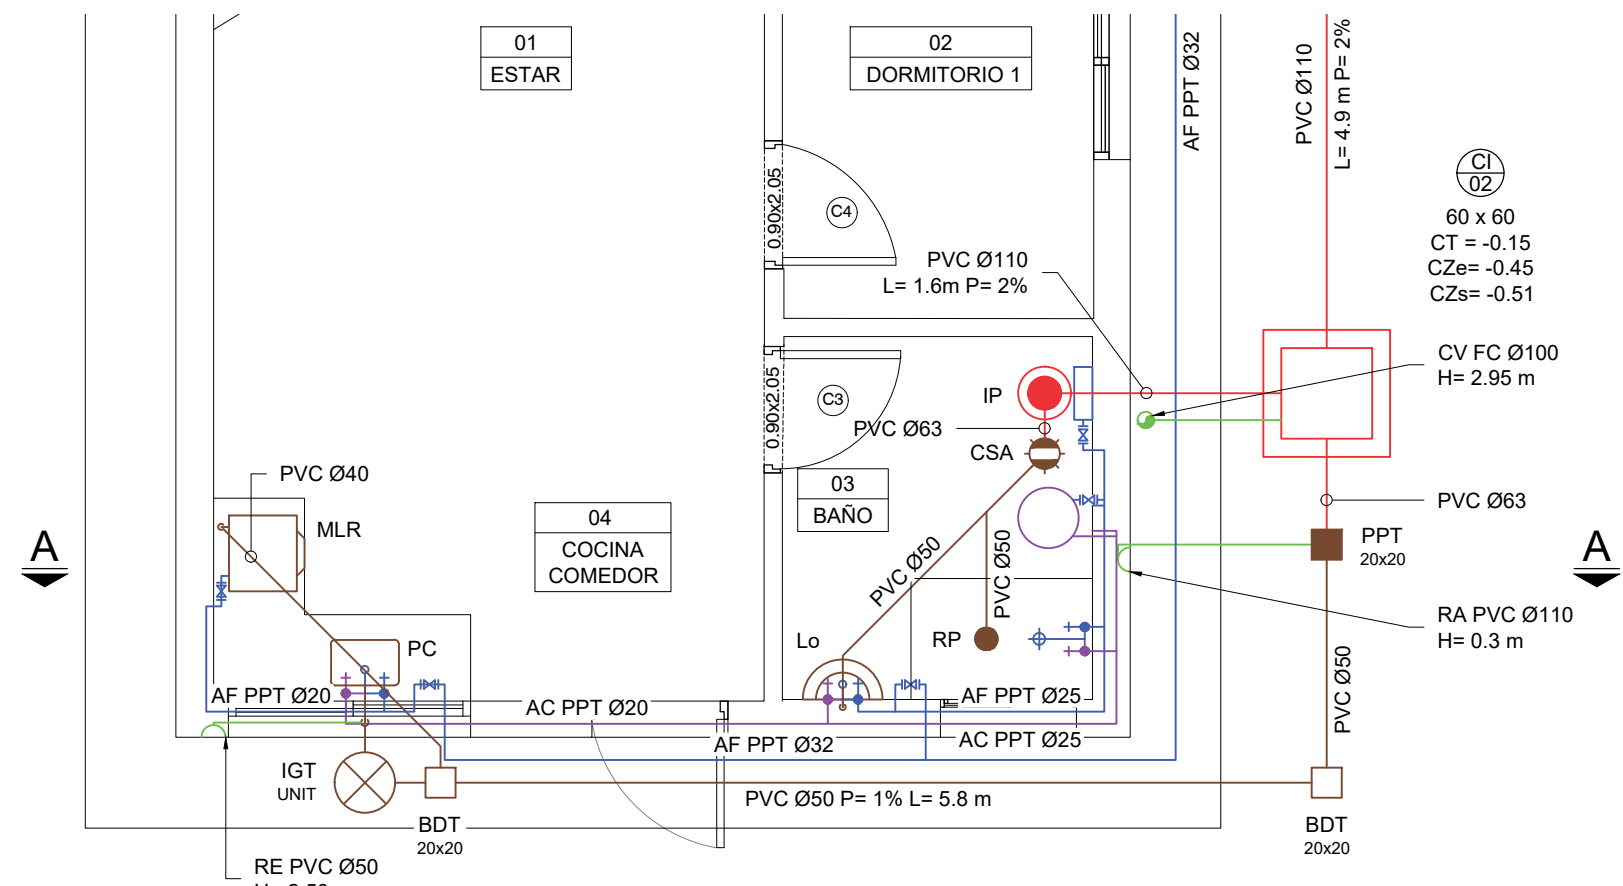 01
ESTAR
02
DORMITORIO 1
AF PPT Ø32
PVC Ø110
L= 4.9 m P= 2%
CI
02
60 x 60
CT = -0.15
CZe= -0.45
CZs= -0.51
0.90x2.05
C4
PVC Ø110
L= 1.6m P= 2%
CV FC Ø100
H= 2.95 m
0.90x2.05
C3
IP
PVC Ø63
CSA
PVC Ø40
MLR
03
BAÑO
04
COCINA
COMEDOR
PVC Ø63
PPT
20x20
A
A
PVC Ø50
PVC Ø50
RA PVC Ø110
H= 0.3 m
Lo
RP
PC
PVC Ø50
AF PPT Ø20
AC PPT Ø20
AF PPT Ø25
AF PPT Ø32
AC PPT Ø25
IGT
UNIT
PVC Ø50 P= 1% L= 5.8 m
BDT
20x20
BDT
20x20
RE PVC Ø50